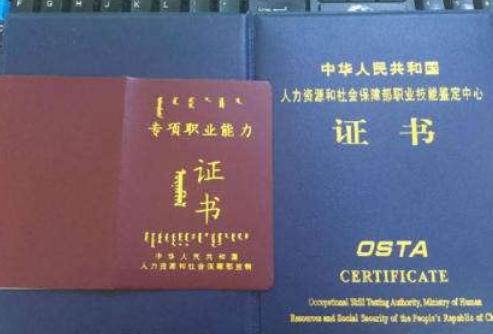 专项职业能力
证
书
中华人民共和国
人力资源和社会保障部监制
中华人民共和国
人力资源和社会保障部职业技能鉴定中心
证书
OSTA
CERTIFICATE
Occupational Skill Testing Authority, Ministry of Human
Resources and Social Security of the People's Republic of Ch